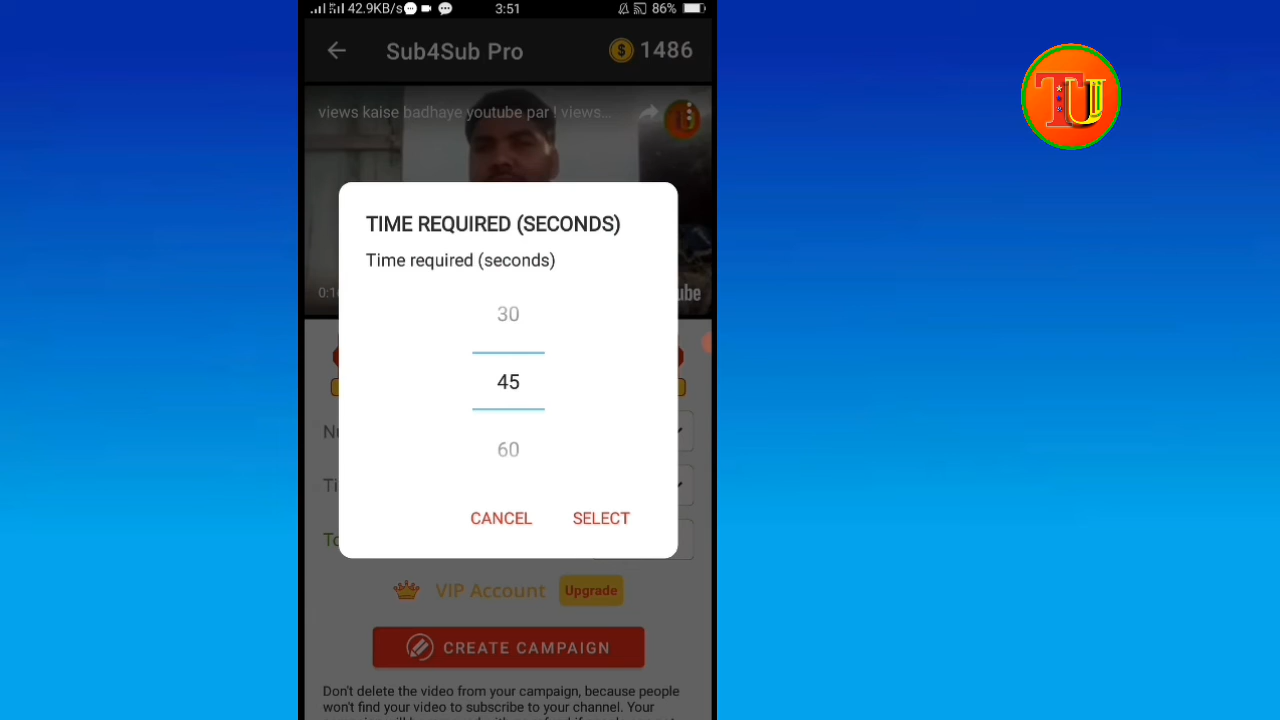 42.9KB/s 3:51 86%
Sub4Sub Pro
$ 1486
views kaise badhaye youtube par ! views...
TU
TIME REQUIRED (SECONDS)
Time required (seconds)
30
45
60
CANCEL SELECT
VIP Account Upgrade
CREATE CAMPAIGN
Don't delete the video from your campaign, because people
won't find your video to subscribe to your channel. Your